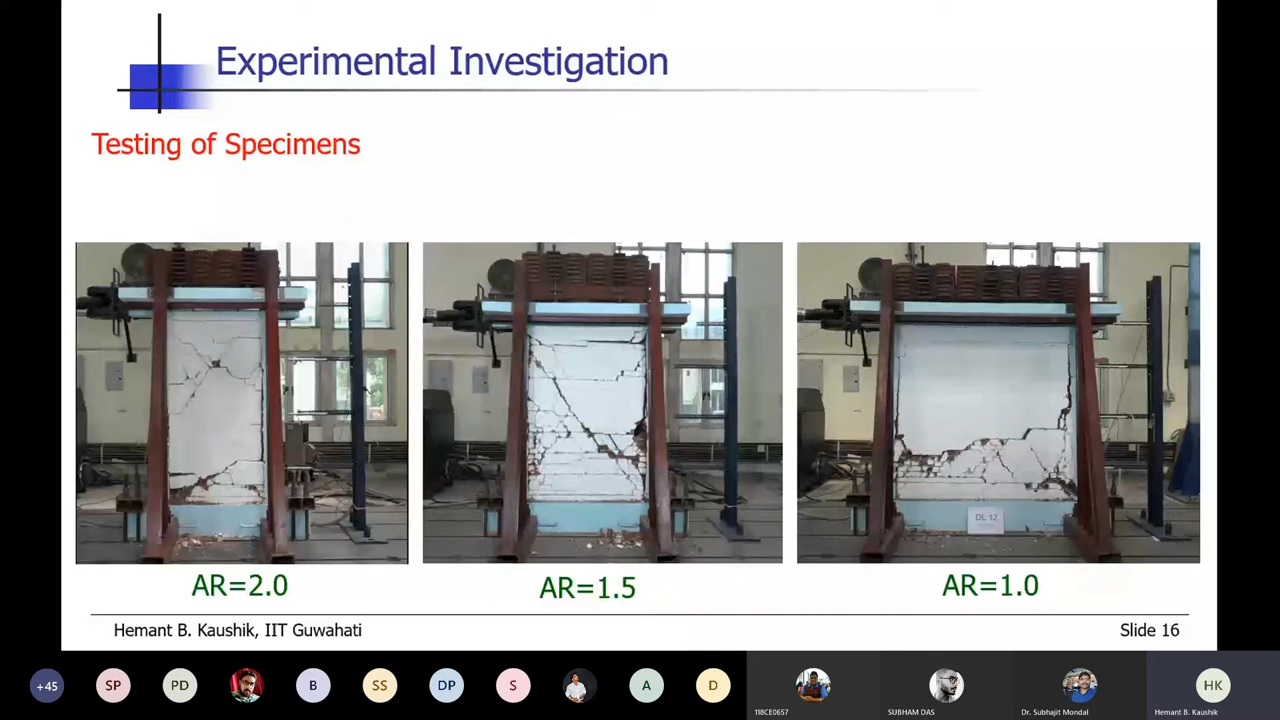 Experimental Investigation
Testing of Specimens
DL 12
AR=2.0
AR=1.5
AR=1.0
Hemant B. Kaushik, IIT Guwahati
Slide 16
+45
SP
PD
B
SS
DP
S
A
D
HK
118CE0657
SUBHAM DAS
Dr. Subhajit Mondal
Hemant B. Kaushik